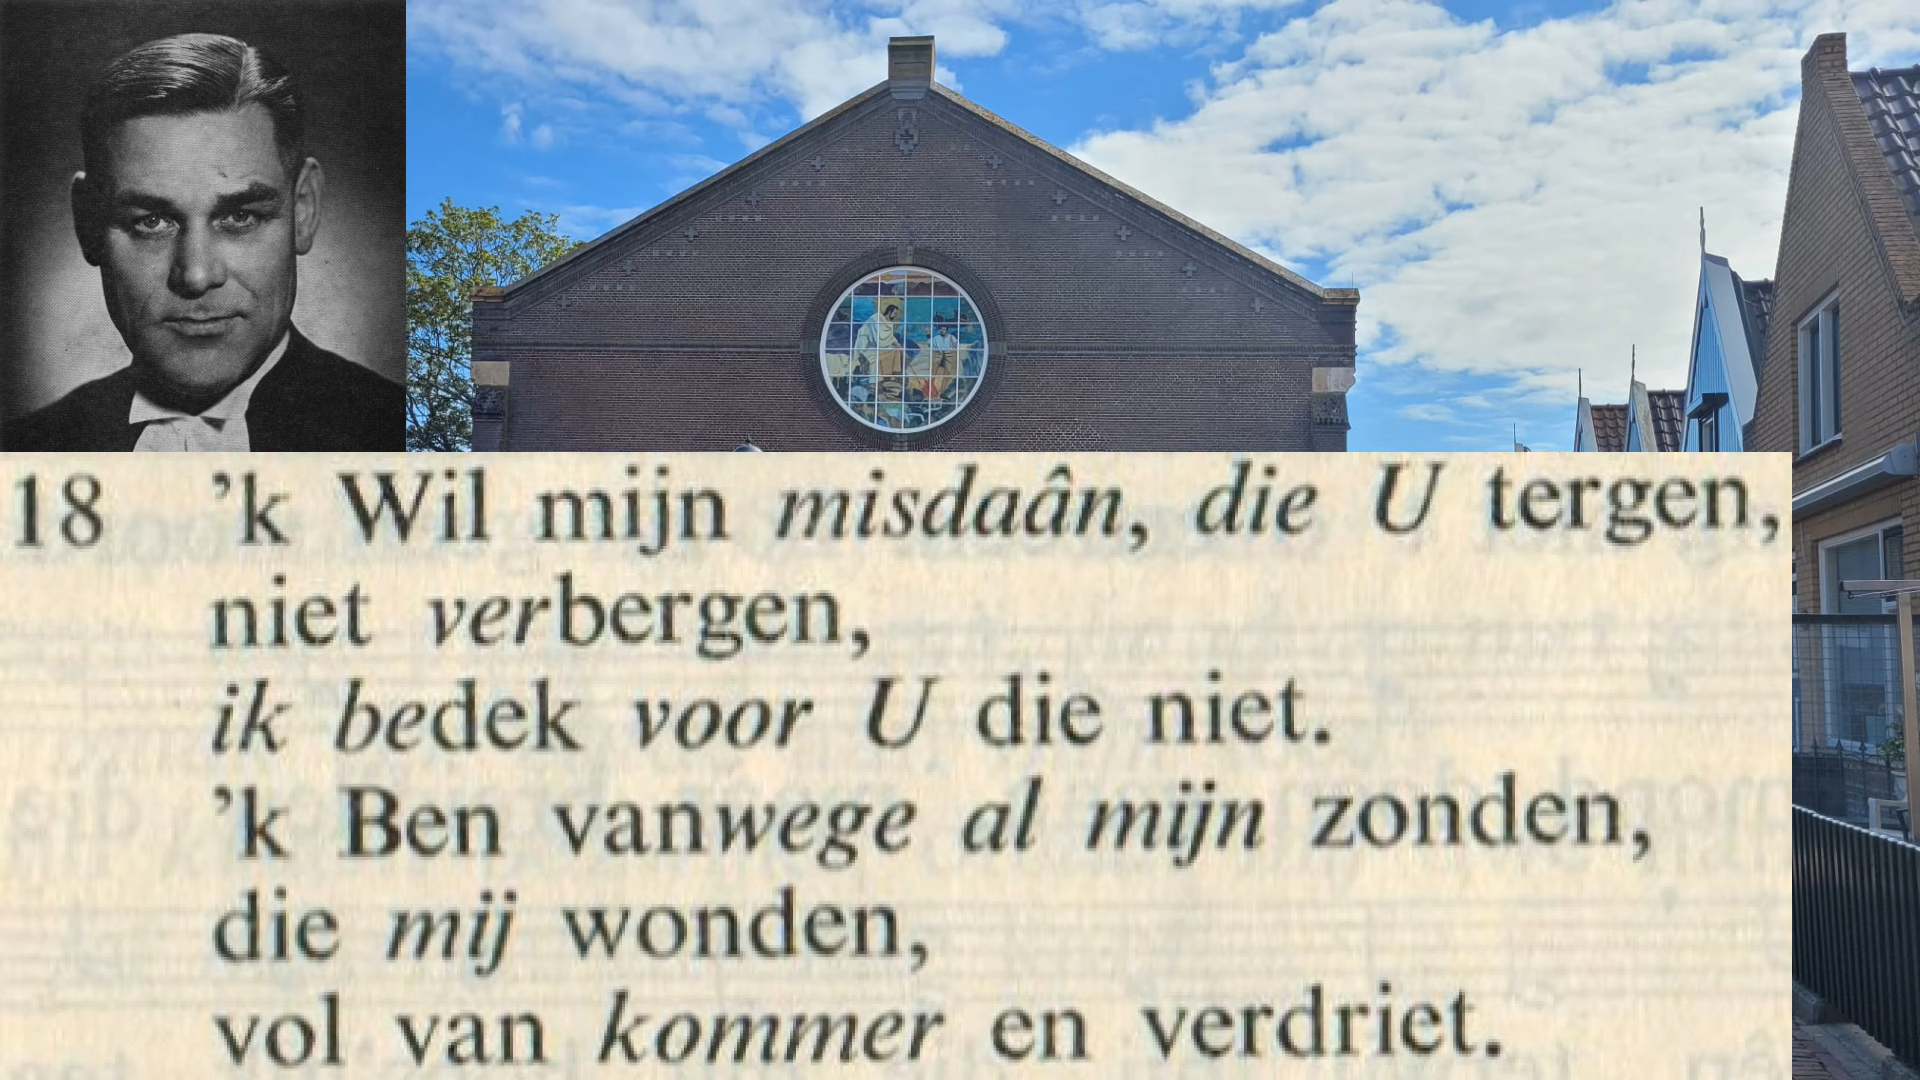 18 ’k Wil mijn misdaân, die U tergen,
niet verbergen,
ik bedek voor U die niet.
’k Ben vanwege al mijn zonden,
die mij wonden,
vol van kommer en verdriet.